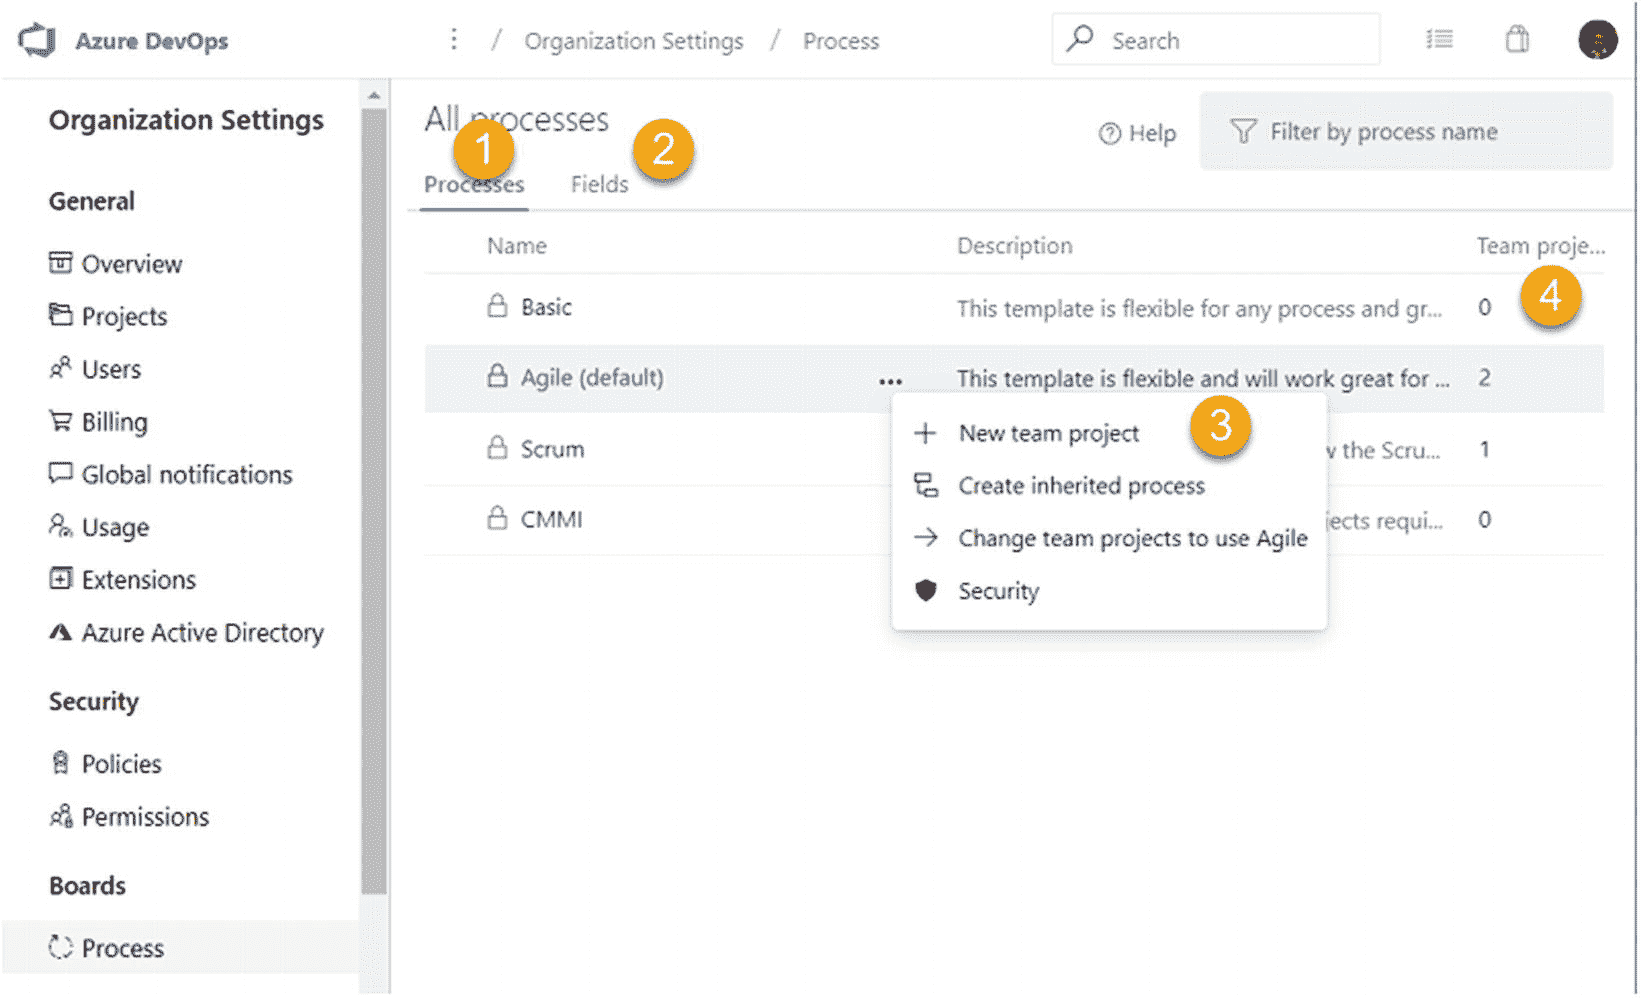 Azure DevOps
⋮ / Organization Settings / Process
Search
Organization Settings
General
Overview
Projects
Users
Billing
Global notifications
Usage
Extensions
Azure Active Directory
Security
Policies
Permissions
Boards
Process
All processes
Help
Filter by process name
1
2
Processes
Fields
Name
Description
Team proje...
Basic
This template is flexible for any process and gr...
0
4
Agile (default)
...
This template is flexible and will work great for ...
2
Scrum
the Scru...
1
CMMI
jects requi...
0
New team project
3
Create inherited process
Change team projects to use Agile
Security